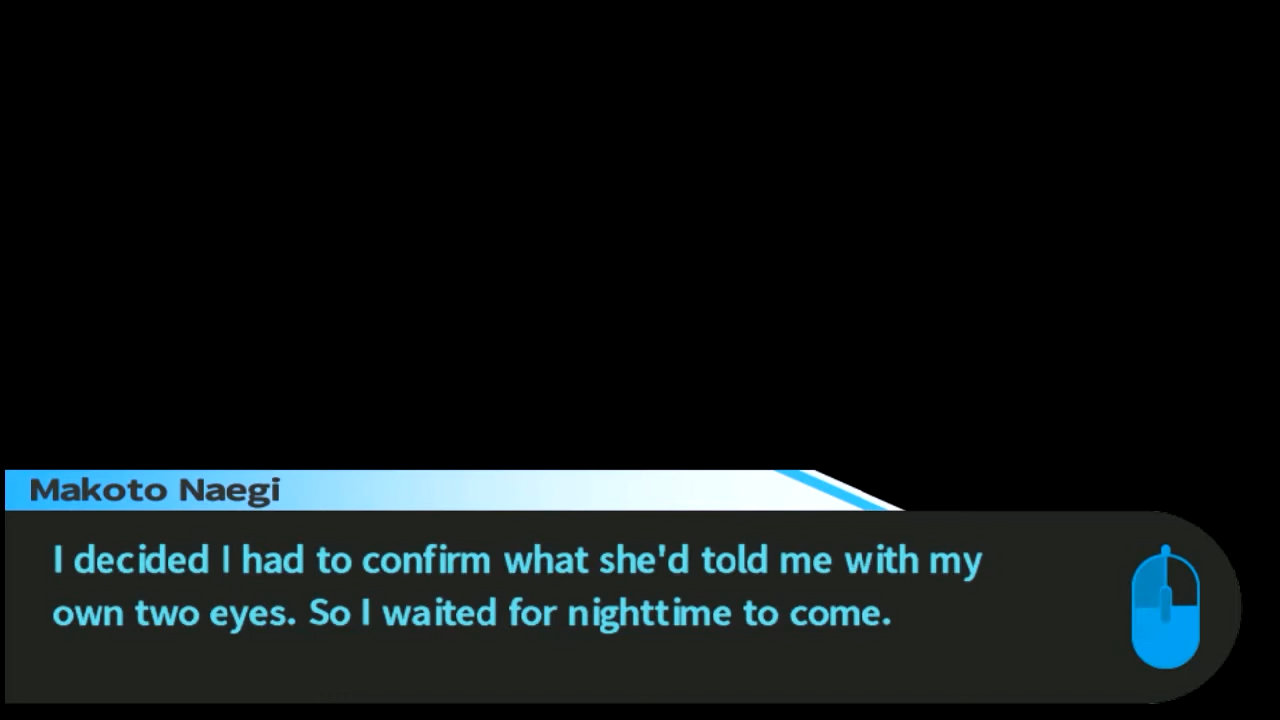 Makoto Naegi
I decided I had to confirm what she'd told me with my
own two eyes. So I waited for nighttime to come.